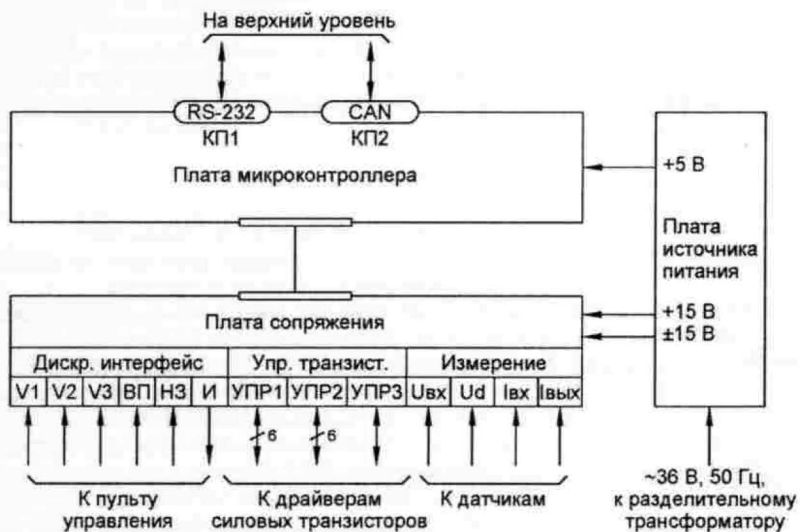 На верхний уровень
RS-232
CAN
КП1
КП2
Плата микроконтроллера
+5 В
Плата
источника
питания
+15 В
±15 В
Плата сопряжения
Дискр. интерфейс
Упр. транзист.
Измерение
V1
V2
V3
ВП
НЗ
И
УПР1
УПР2
УПР3
Uвх
Ud
Iвх
Iвых
6
6
К пульту
управления
К драйверам
силовых транзисторов
К датчикам
~36 В, 50 Гц,
к разделительному
трансформатору